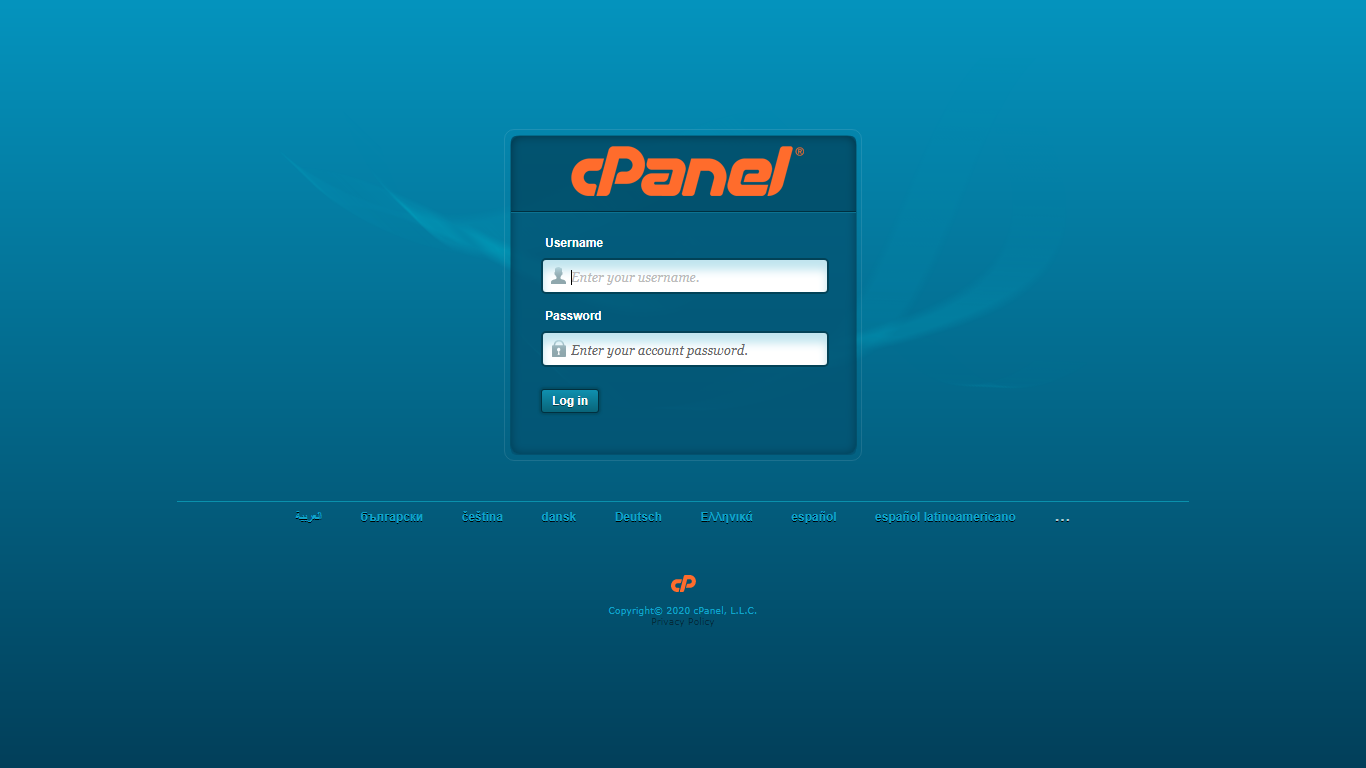 cPanel®
Username
Enter your username.
Password
Enter your account password.
Log in
العربية български čeština dansk Deutsch Ελληνικά español español latinoamericano ...
cP
Copyright© 2020 cPanel, L.L.C.
Privacy Policy